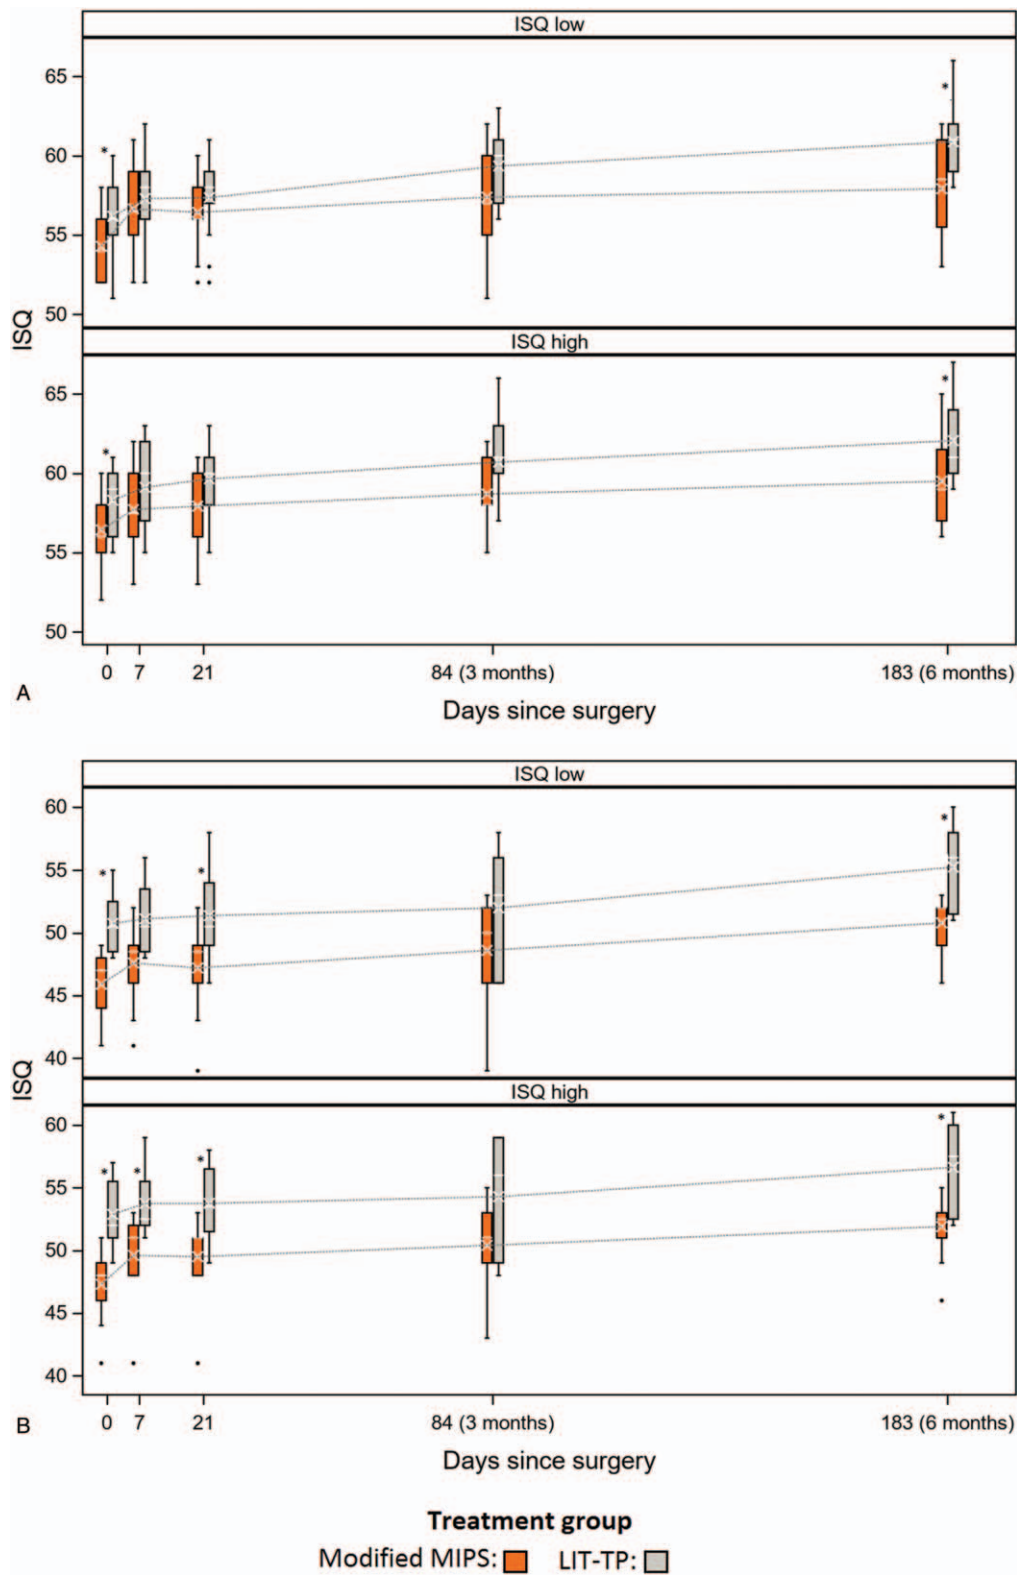 ISQ low
65
60
55
50
ISQ
ISQ high
65
60
55
50
0 7 21 84 (3 months) 183 (6 months)
A
Days since surgery
ISQ low
60
55
50
45
40
ISQ
ISQ high
60
55
50
45
40
0 7 21 84 (3 months) 183 (6 months)
B
Days since surgery
Treatment group
Modified MIPS: LIT-TP: